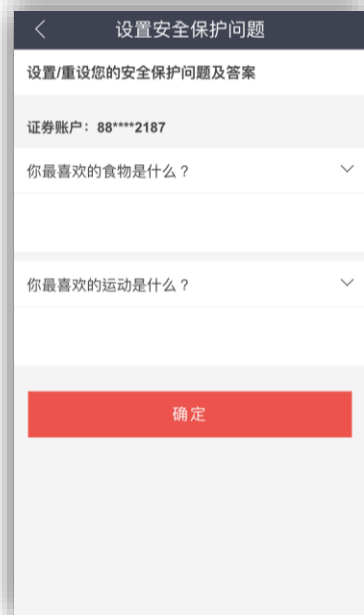 设置安全保护问题
设置/重设您的安全保护问题及答案
证券账户：88****2187
你最喜欢的食物是什么？
你最喜欢的运动是什么？
确定